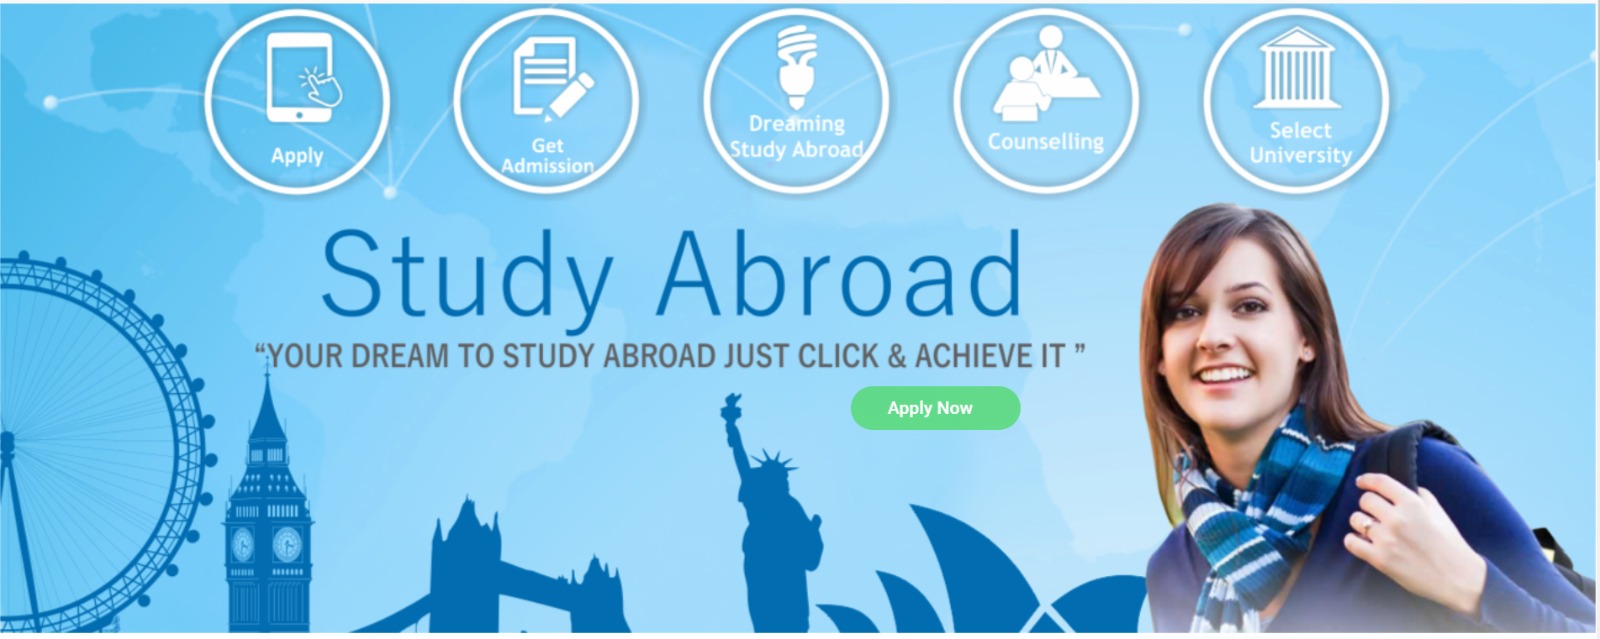 Apply
Get
Admission
Dreaming
Study Abroad
Counselling
Select
University
Study Abroad
“YOUR DREAM TO STUDY ABROAD JUST CLICK & ACHIEVE IT ”
Apply Now